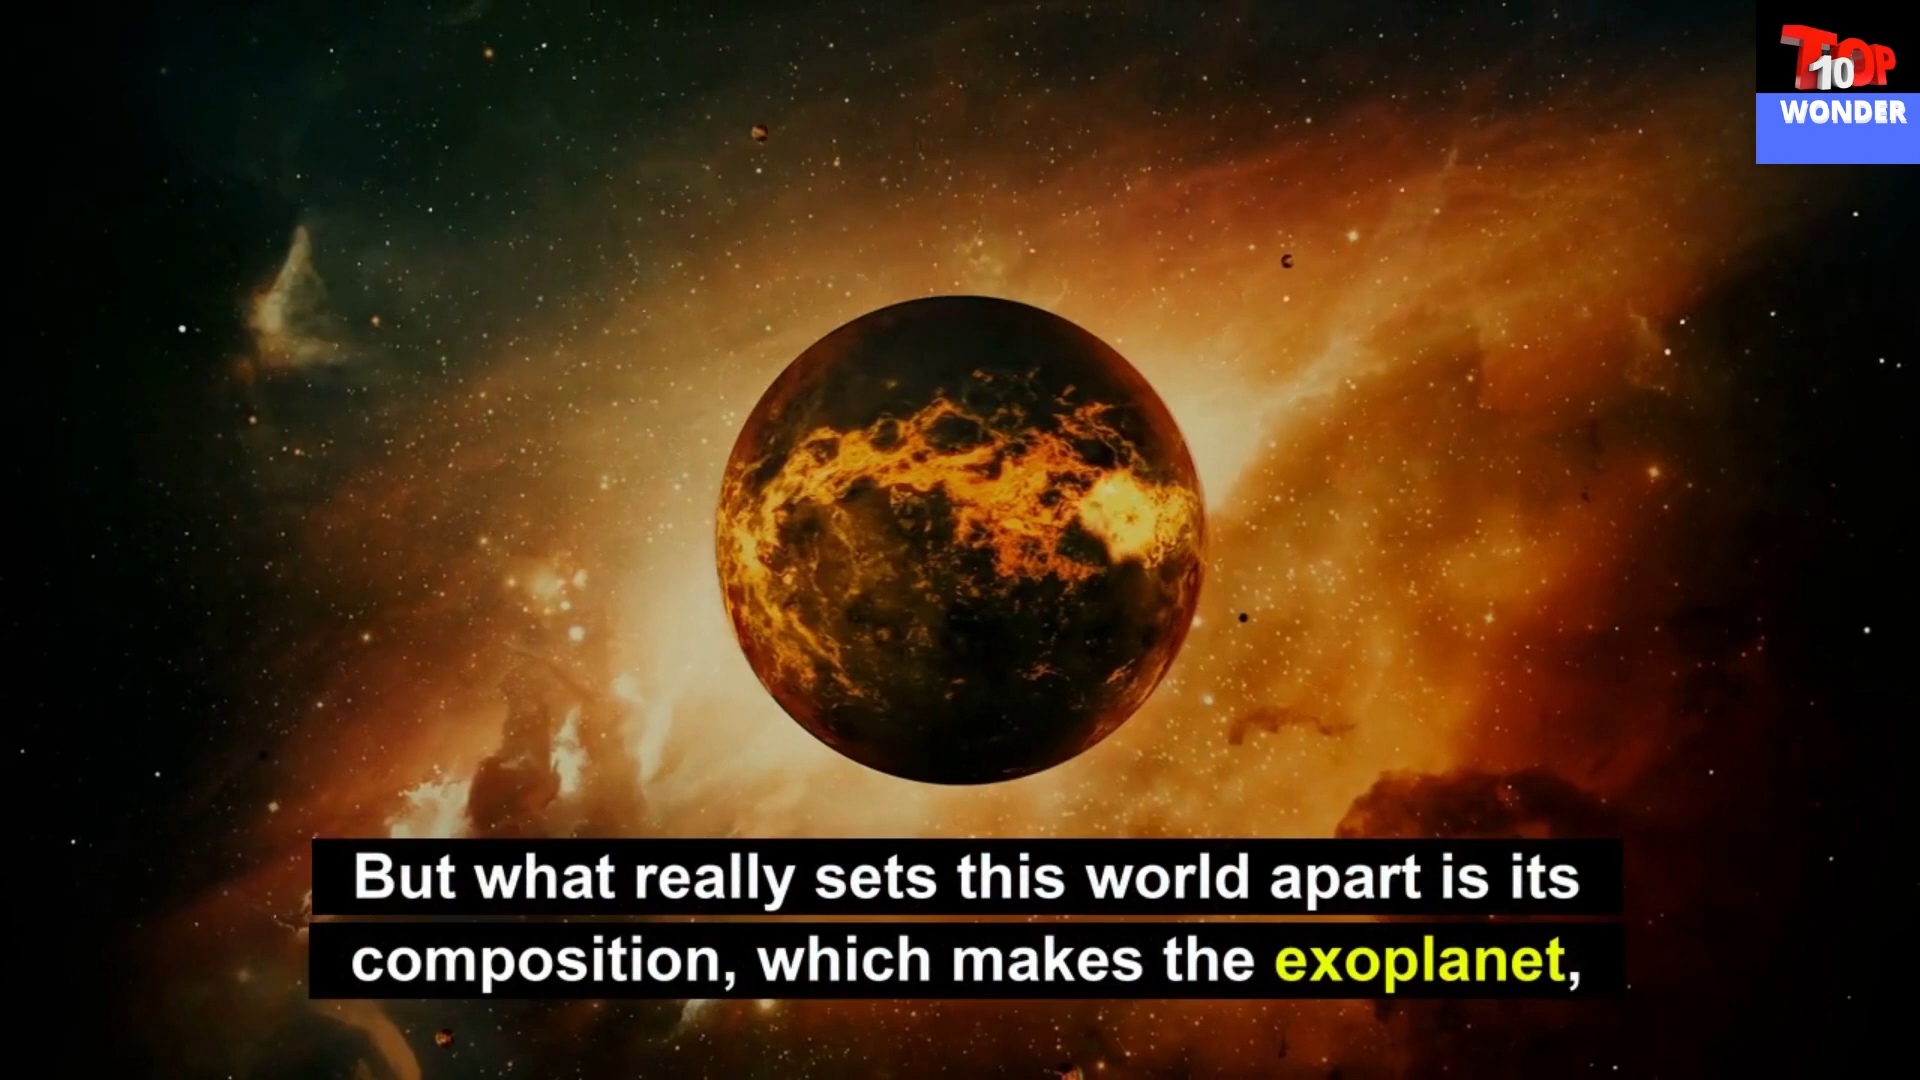 TOP
10
WONDER
But what really sets this world apart is its
composition, which makes the exoplanet,